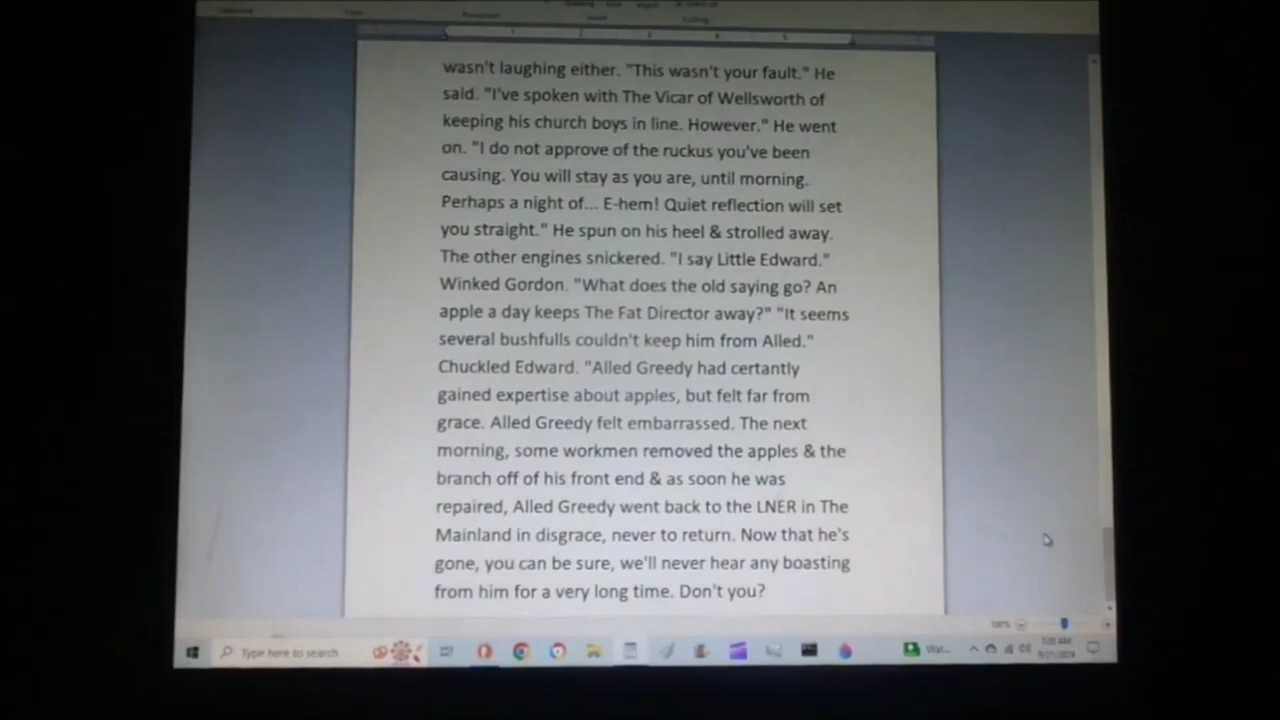 Paragraph
Editing
1 2 3 4 5
wasn't laughing either. "This wasn't your fault." He
said. "I've spoken with The Vicar of Wellsworth of
keeping his church boys in line. However." He went
on. "I do not approve of the ruckus you've been
causing. You will stay as you are, until morning.
Perhaps a night of... E-hem! Quiet reflection will set
you straight." He spun on his heel & strolled away.
The other engines snickered. "I say Little Edward."
Winked Gordon. "What does the old saying go? An
apple a day keeps The Fat Director away?" "It seems
several bushfulls couldn't keep him from Alled."
Chuckled Edward. "Alled Greedy had certantly
gained expertise about apples, but felt far from
grace. Alled Greedy felt embarrassed. The next
morning, some workmen removed the apples & the
branch off of his front end & as soon he was
repaired, Alled Greedy went back to the LNER in The
Mainland in disgrace, never to return. Now that he's
gone, you can be sure, we'll never hear any boasting
from him for a very long time. Don't you?
100%
Type here to search
Wat...